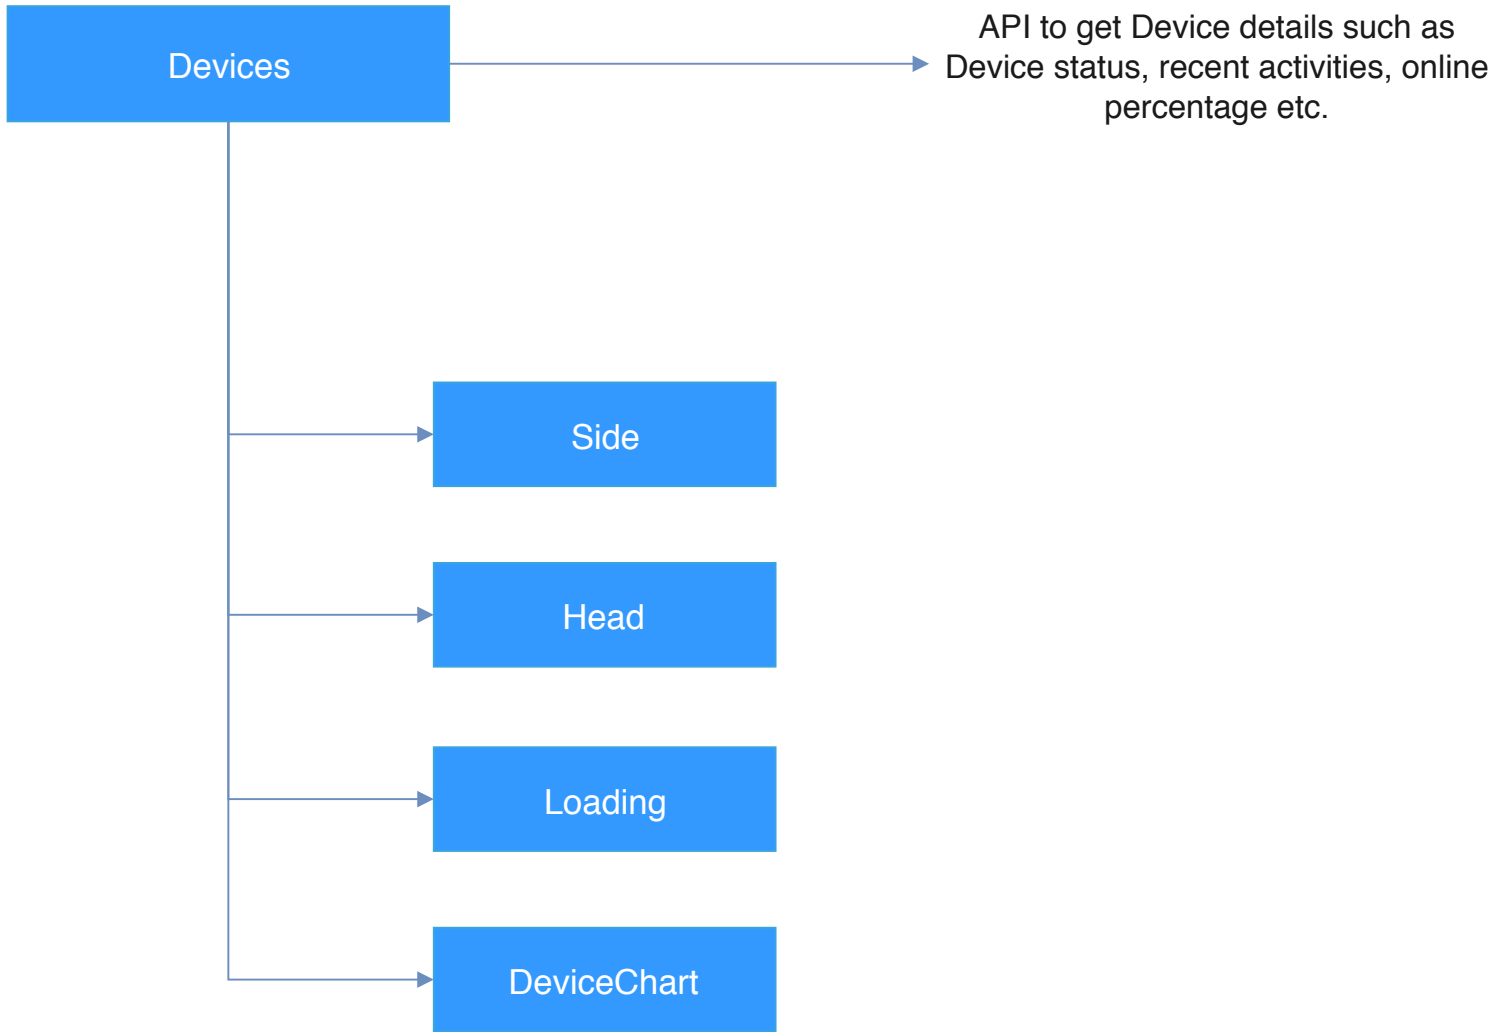 Devices
API to get Device details such as
Device status, recent activities, online
percentage etc.
Side
Head
Loading
DeviceChart